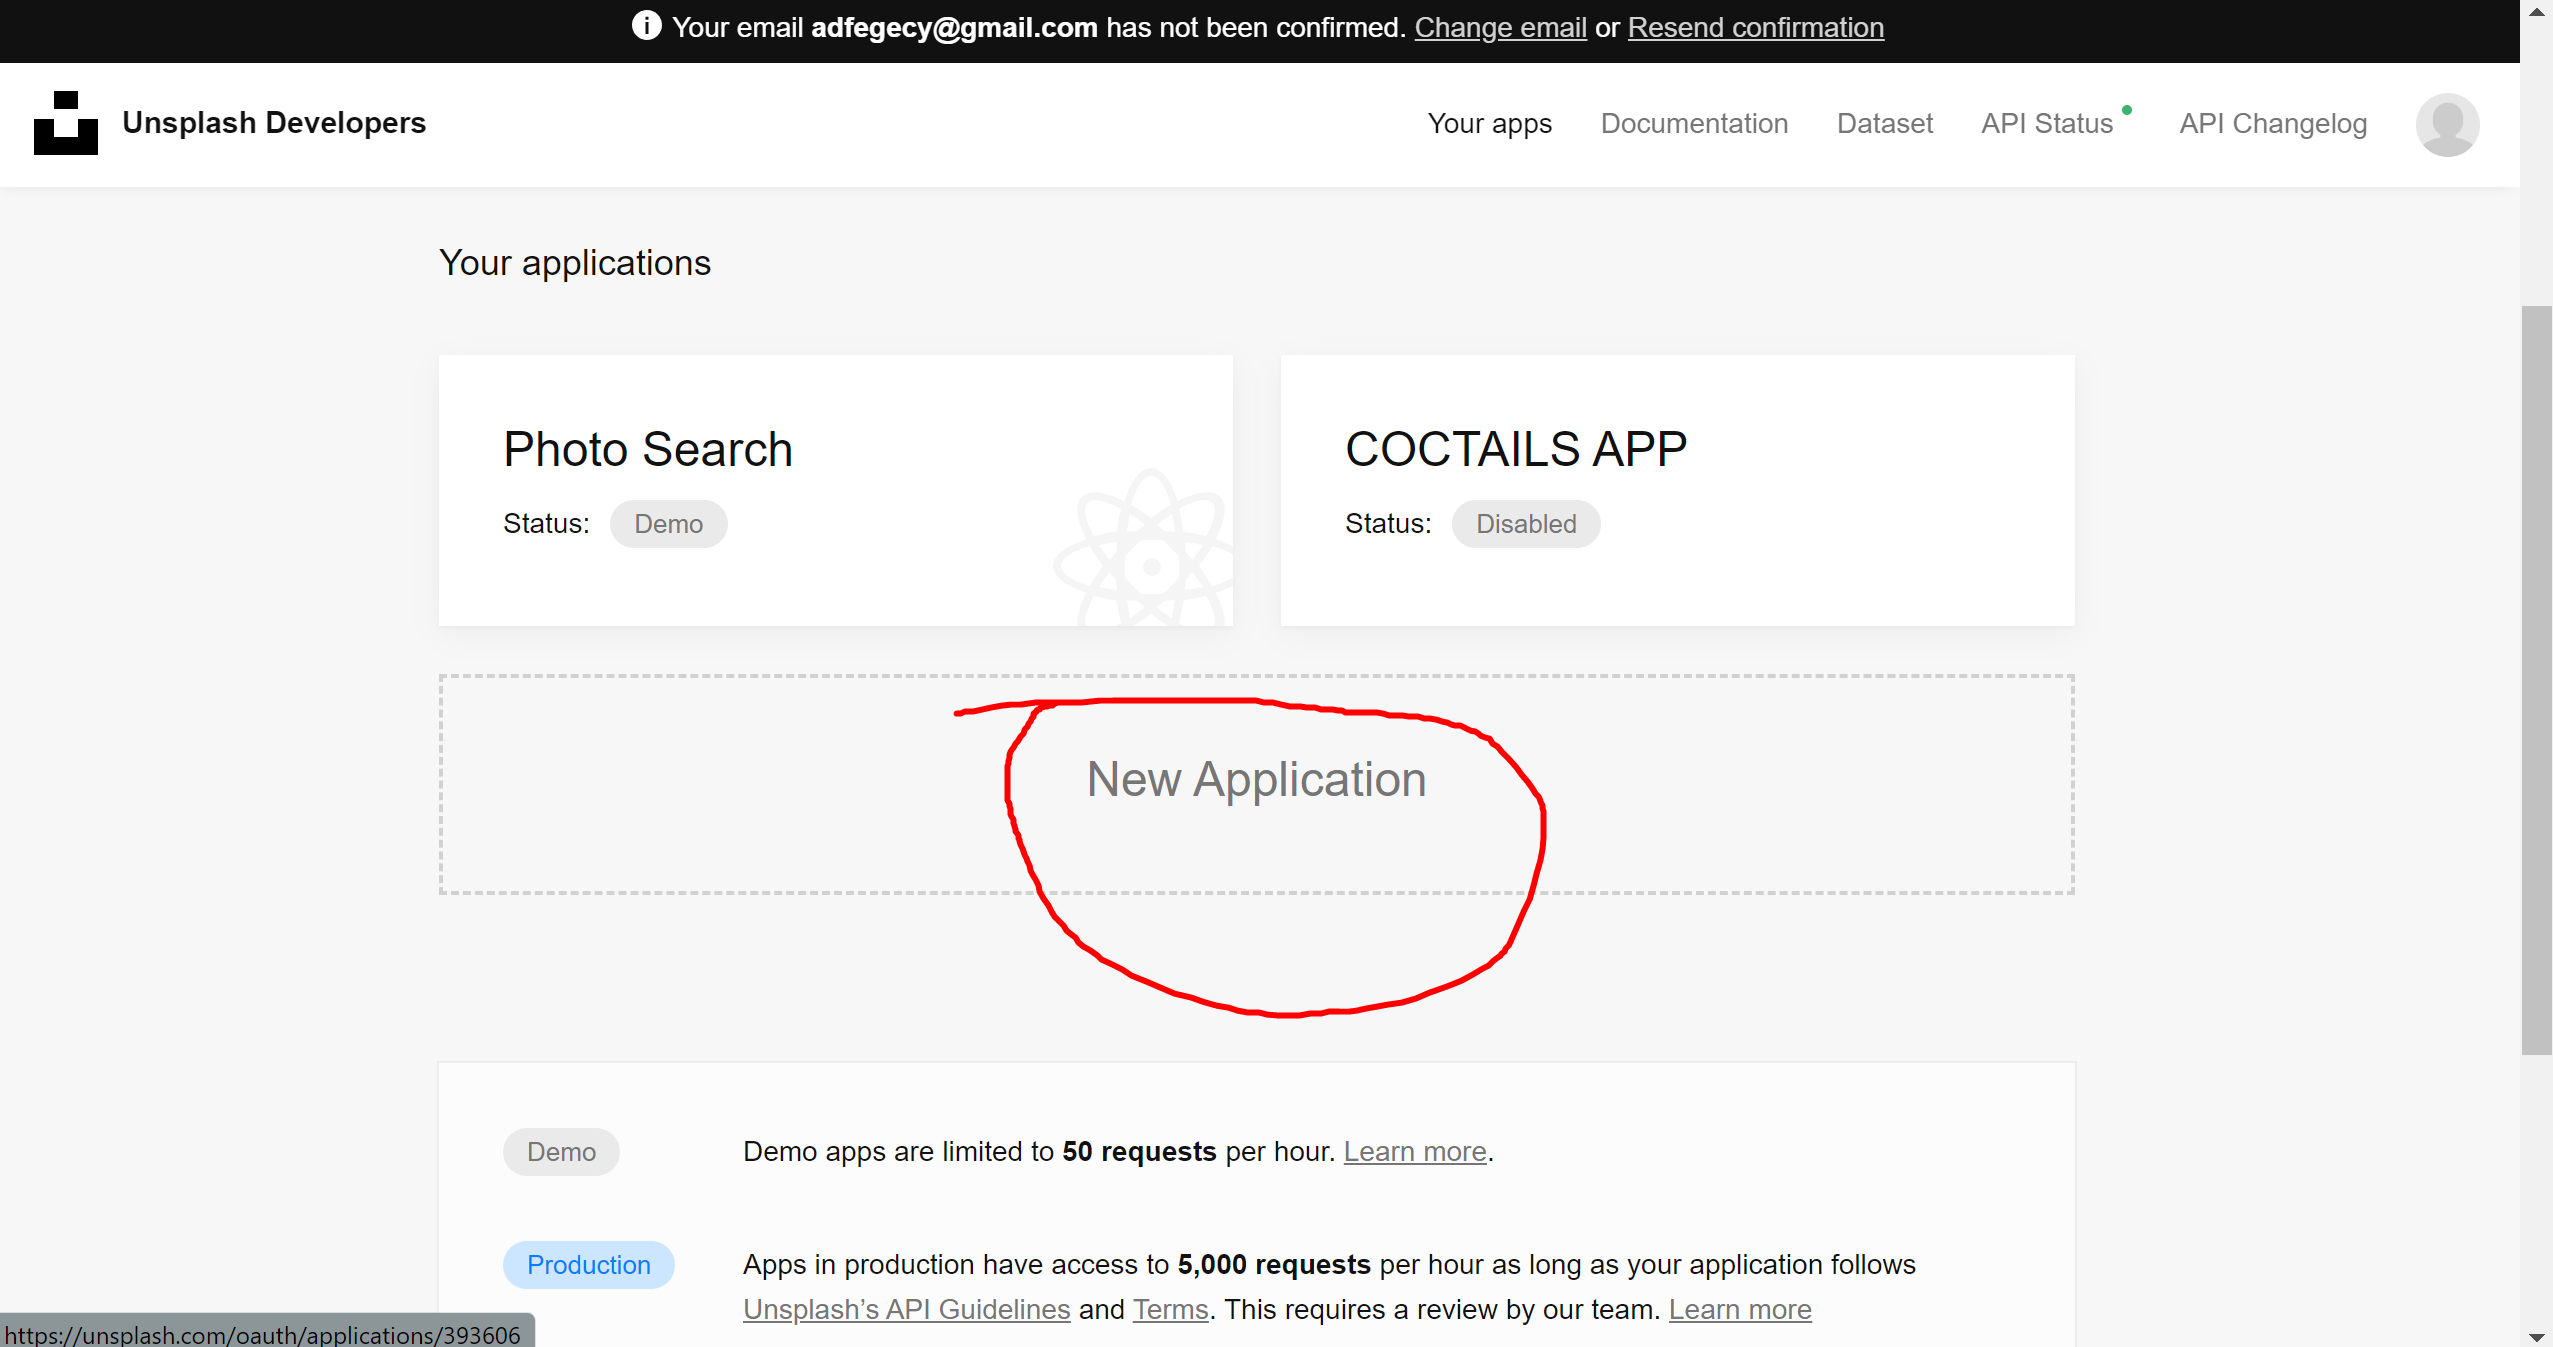 Your email adfegecy@gmail.com has not been confirmed. Change email or Resend confirmation
Unsplash Developers
Your apps
Documentation
Dataset
API Status
API Changelog
Your applications
Photo Search
Status: Demo
COCTAILS APP
Status: Disabled
New Application
Demo
Demo apps are limited to 50 requests per hour. Learn more.
Production
Apps in production have access to 5,000 requests per hour as long as your application follows
Unsplash’s API Guidelines and Terms. This requires a review by our team. Learn more
https://unsplash.com/oauth/applications/393606